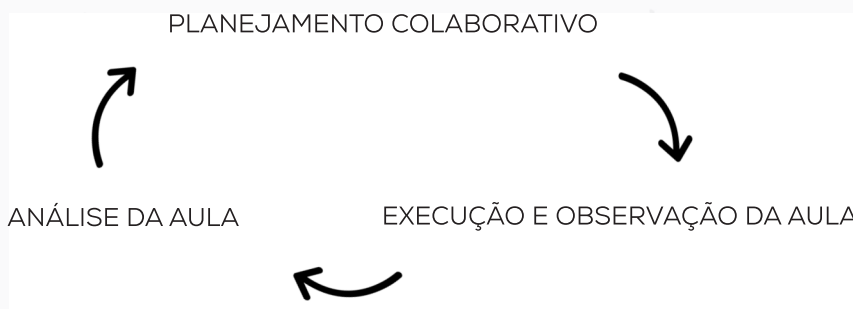 PLANEJAMENTO COLABORATIVO
ANÁLISE DA AULA
EXECUÇÃO E OBSERVAÇÃO DA AULA